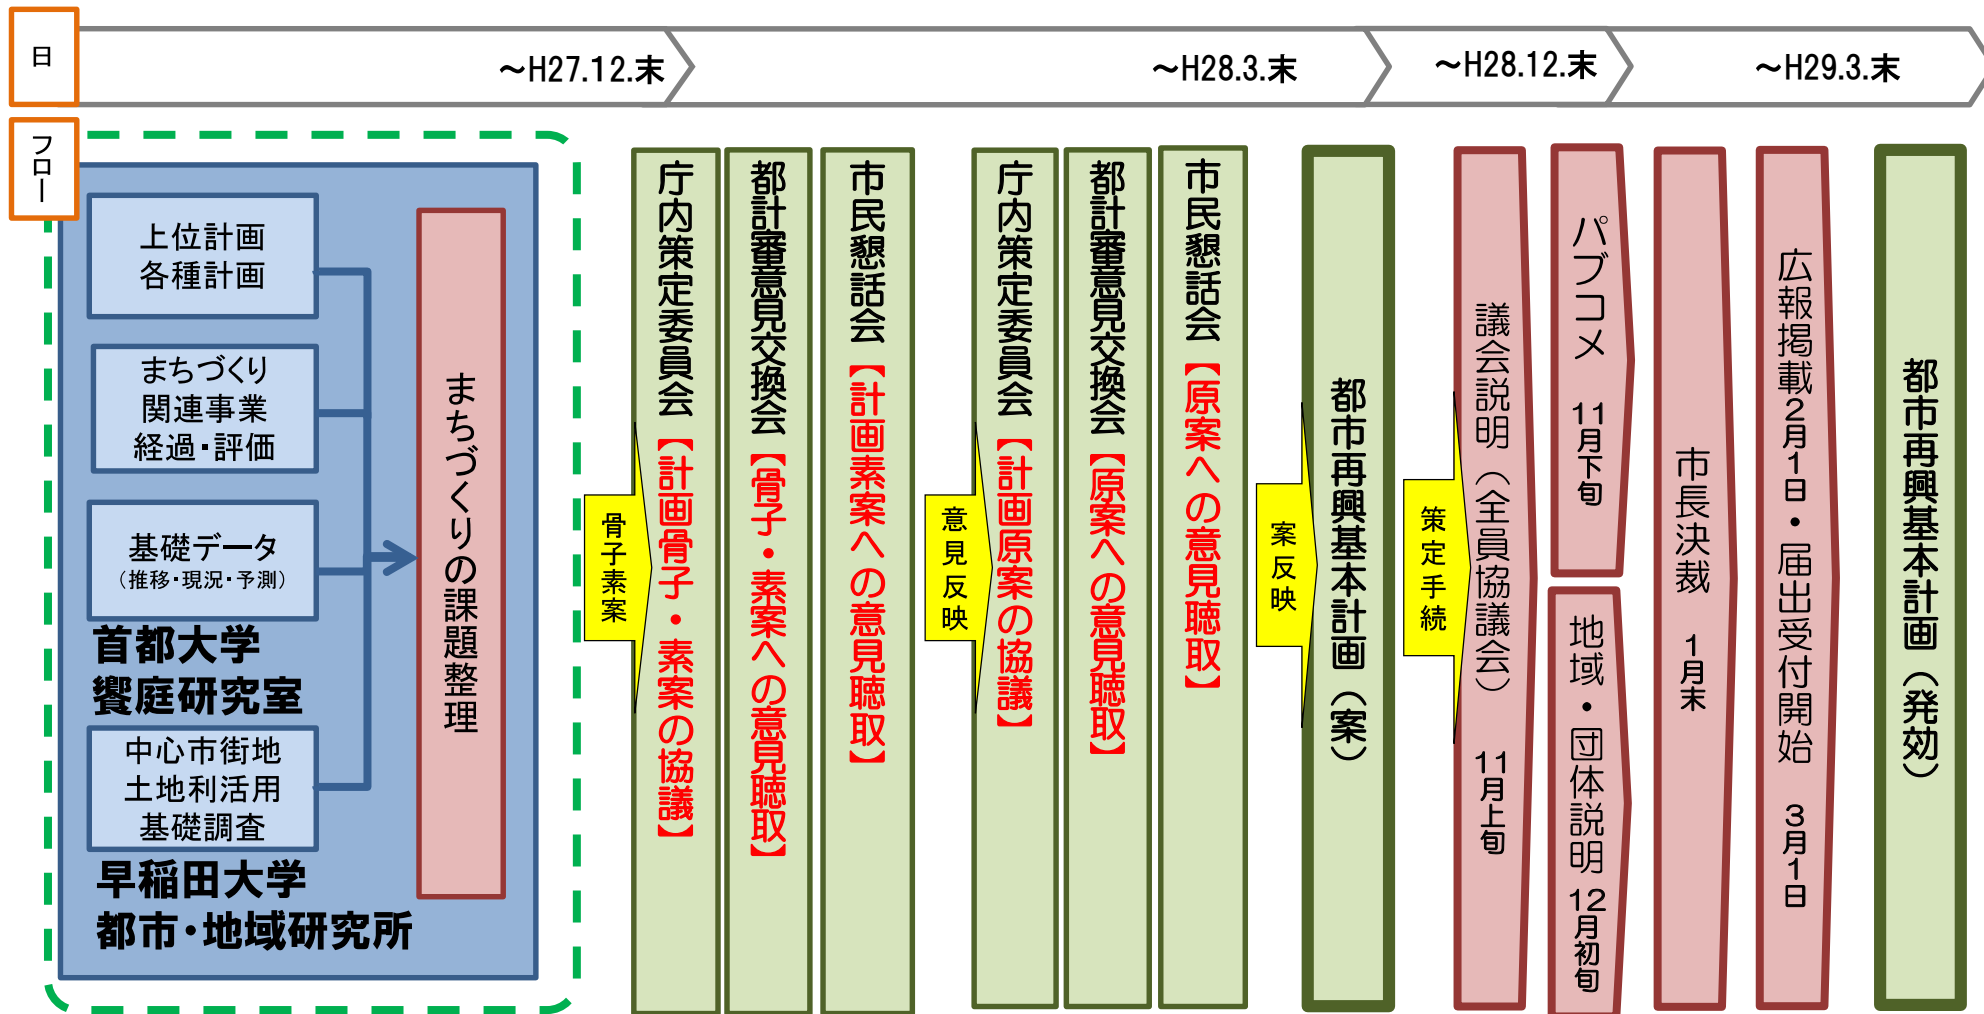 日
～H27.12.末
～H28.3.末
～H28.12.末
～H29.3.末
フロー
上位計画
各種計画
まちづくり
関連事業
経過・評価
基礎データ
（推移・現況・予測）
首都大学
饗庭研究室
中心市街地
土地利活用
基礎調査
早稲田大学
都市・地域研究所
まちづくりの課題整理
骨子素案
庁内策定委員会【計画骨子・素案の協議】
都計審意見交換会【骨子・素案への意見聴取】
市民懇話会【計画素案への意見聴取】
意見反映
庁内策定委員会【計画原案の協議】
都計審意見交換会【原案への意見聴取】
市民懇話会【原案への意見聴取】
案反映
都市再興基本計画（案）
策定手続
議会説明（全員協議会） 11月上旬
パブコメ 11月下旬
地域・団体説明 12月初旬
市長決裁 1月末
広報掲載2月1日・届出受付開始 3月1日
都市再興基本計画（発効）